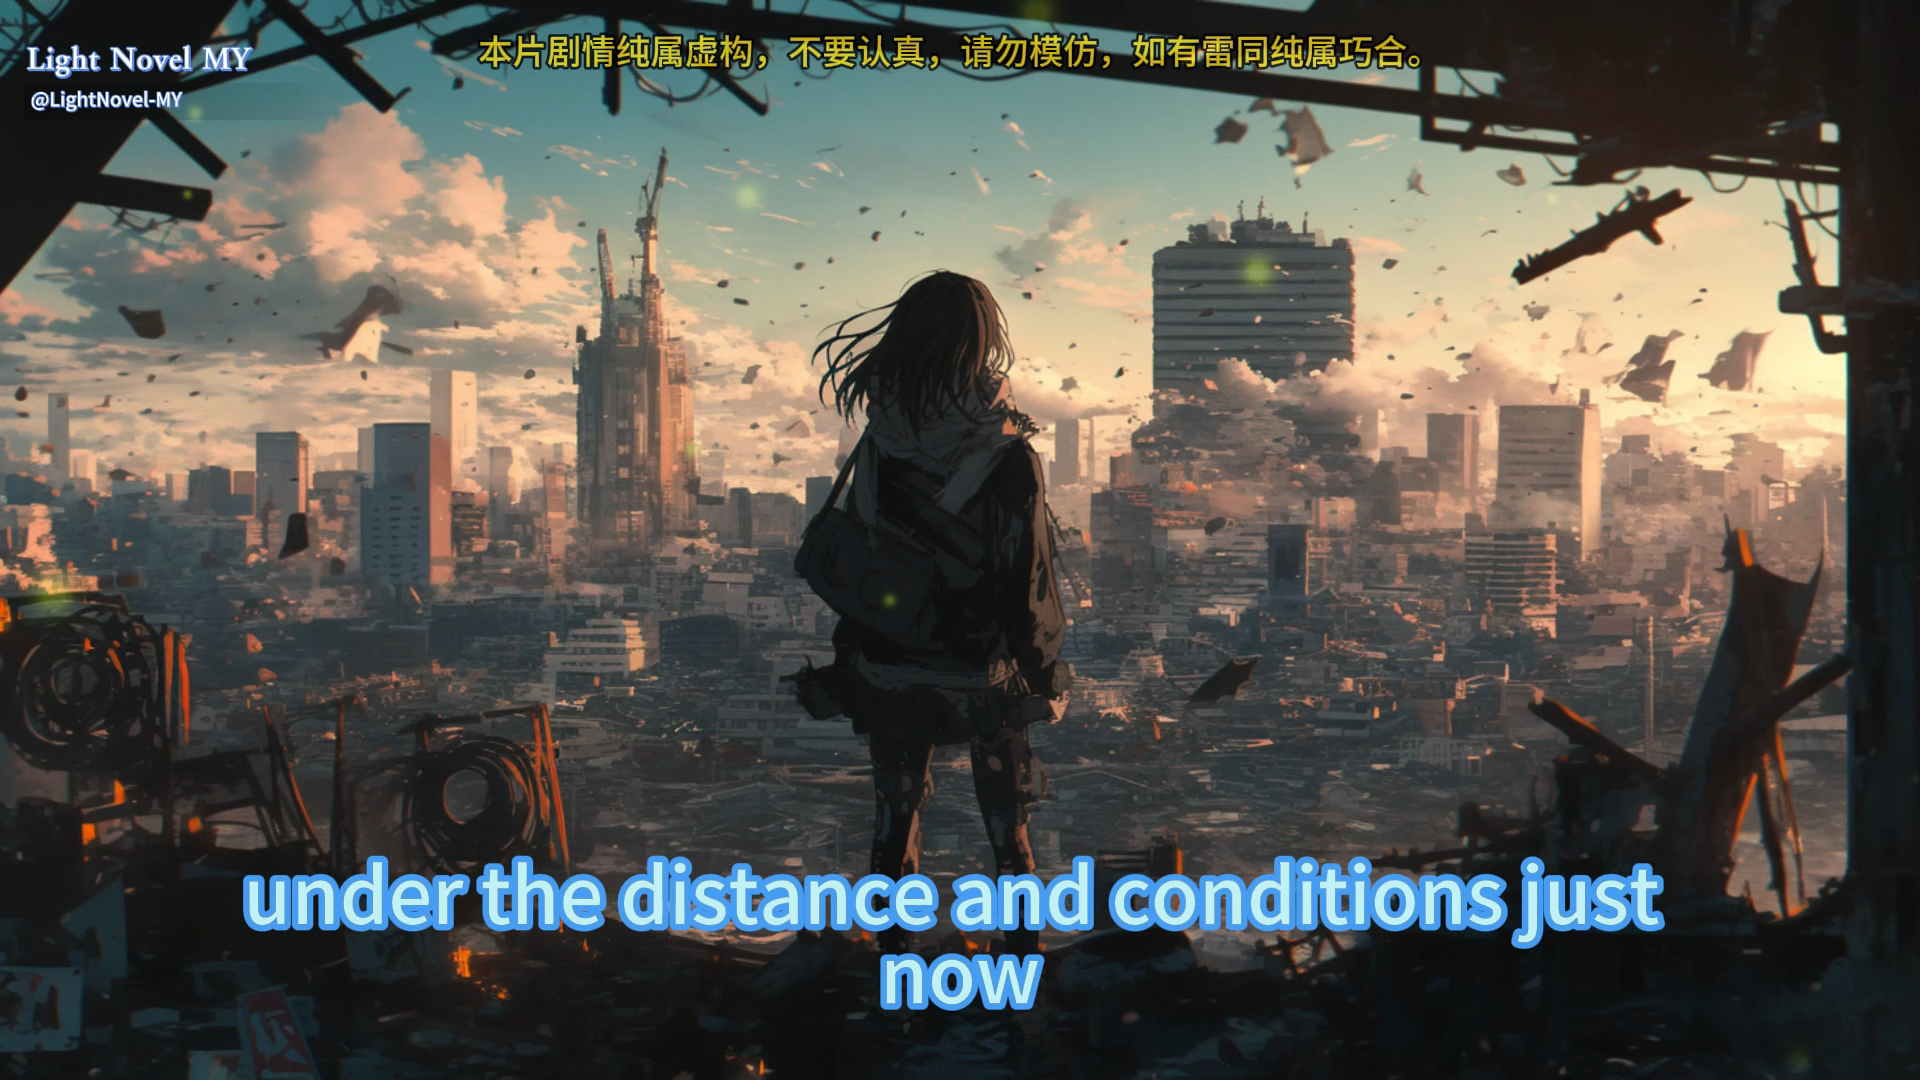 本片剧情纯属虚构，不要认真，请勿模仿，如有雷同纯属巧合。
Light Novel MY
@LightNovel-MY
under the distance and conditions just
now